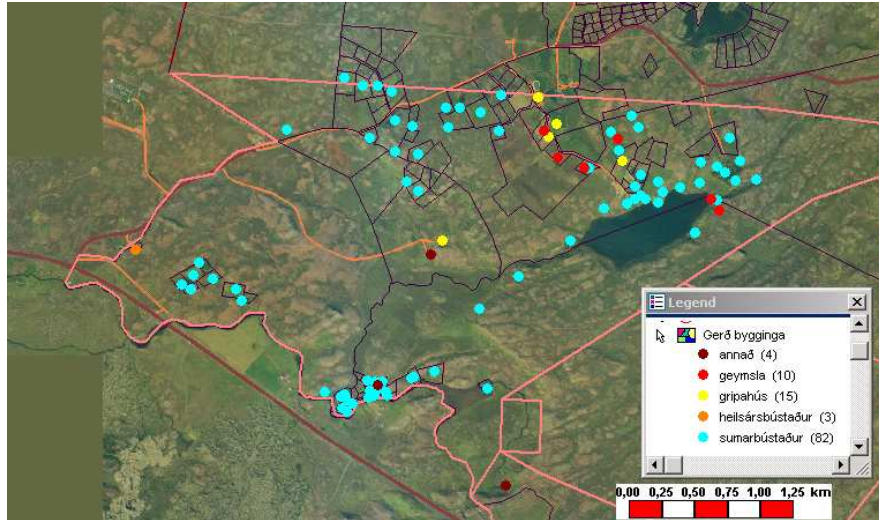 Legend
Gerð bygginga
annað (4)
geymsla (10)
gripahús (15)
heilsársbústaður (3)
sumarbústaður (82)
0,00 0,25 0,50 0,75 1,00 1,25 km